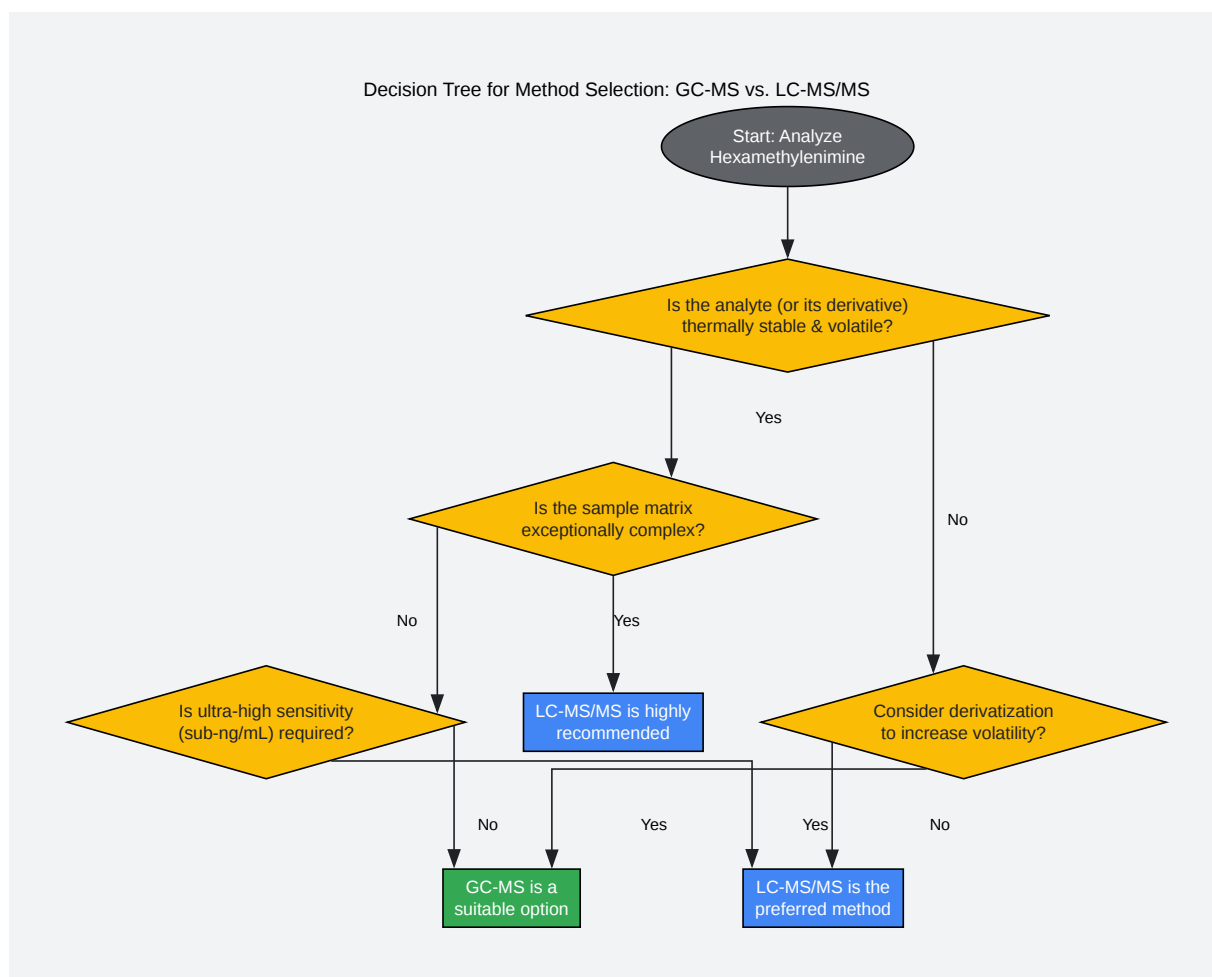 Decision Tree for Method Selection: GC-MS vs. LC-MS/MS
Start: Analyze
Hexamethylenimine
Is the analyte (or its derivative)
thermally stable & volatile?
Yes
Is the sample matrix
exceptionally complex?
No
No
Yes
Is ultra-high sensitivity
(sub-ng/mL) required?
LC-MS/MS is highly
recommended
Consider derivatization
to increase volatility?
No
Yes
Yes
No
GC-MS is a
suitable option
LC-MS/MS is the
preferred method